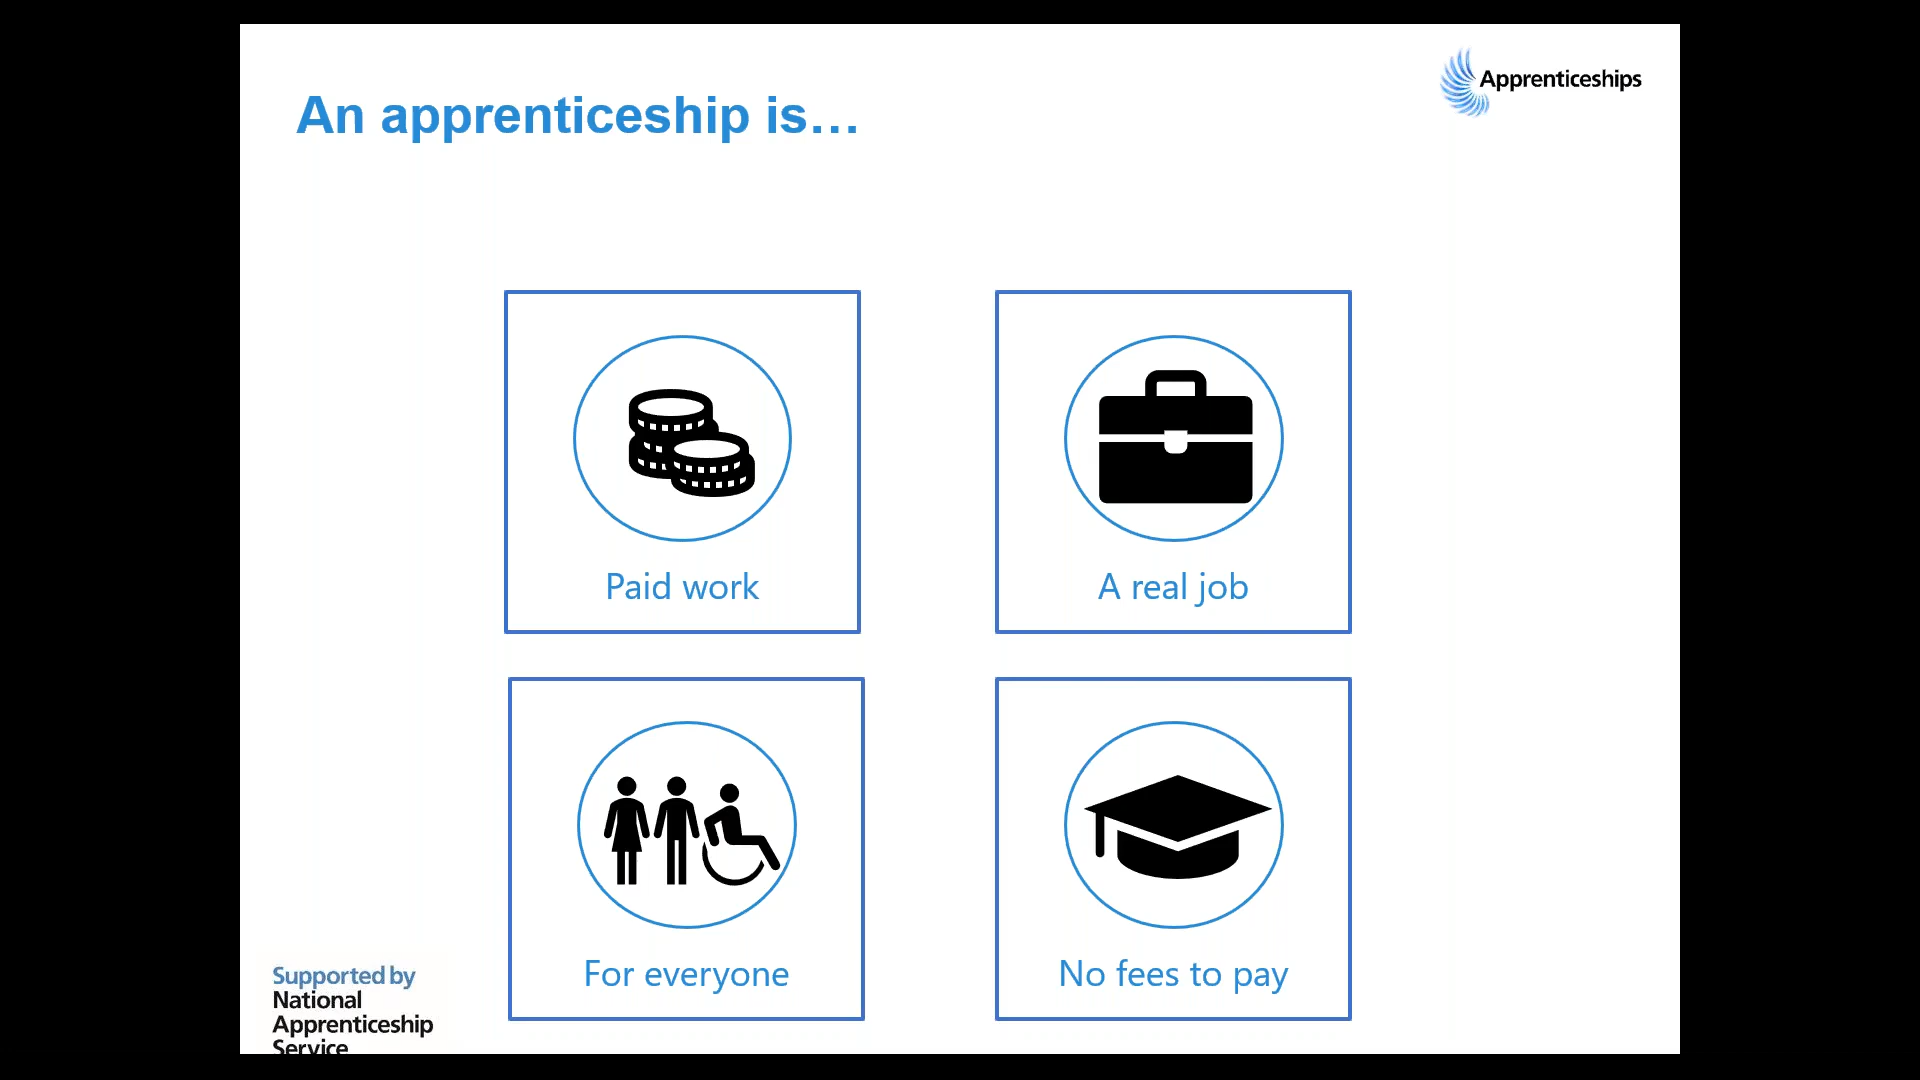 Apprenticeships
An apprenticeship is…
Paid work
A real job
For everyone
No fees to pay
Supported by
National
Apprenticeship
Service